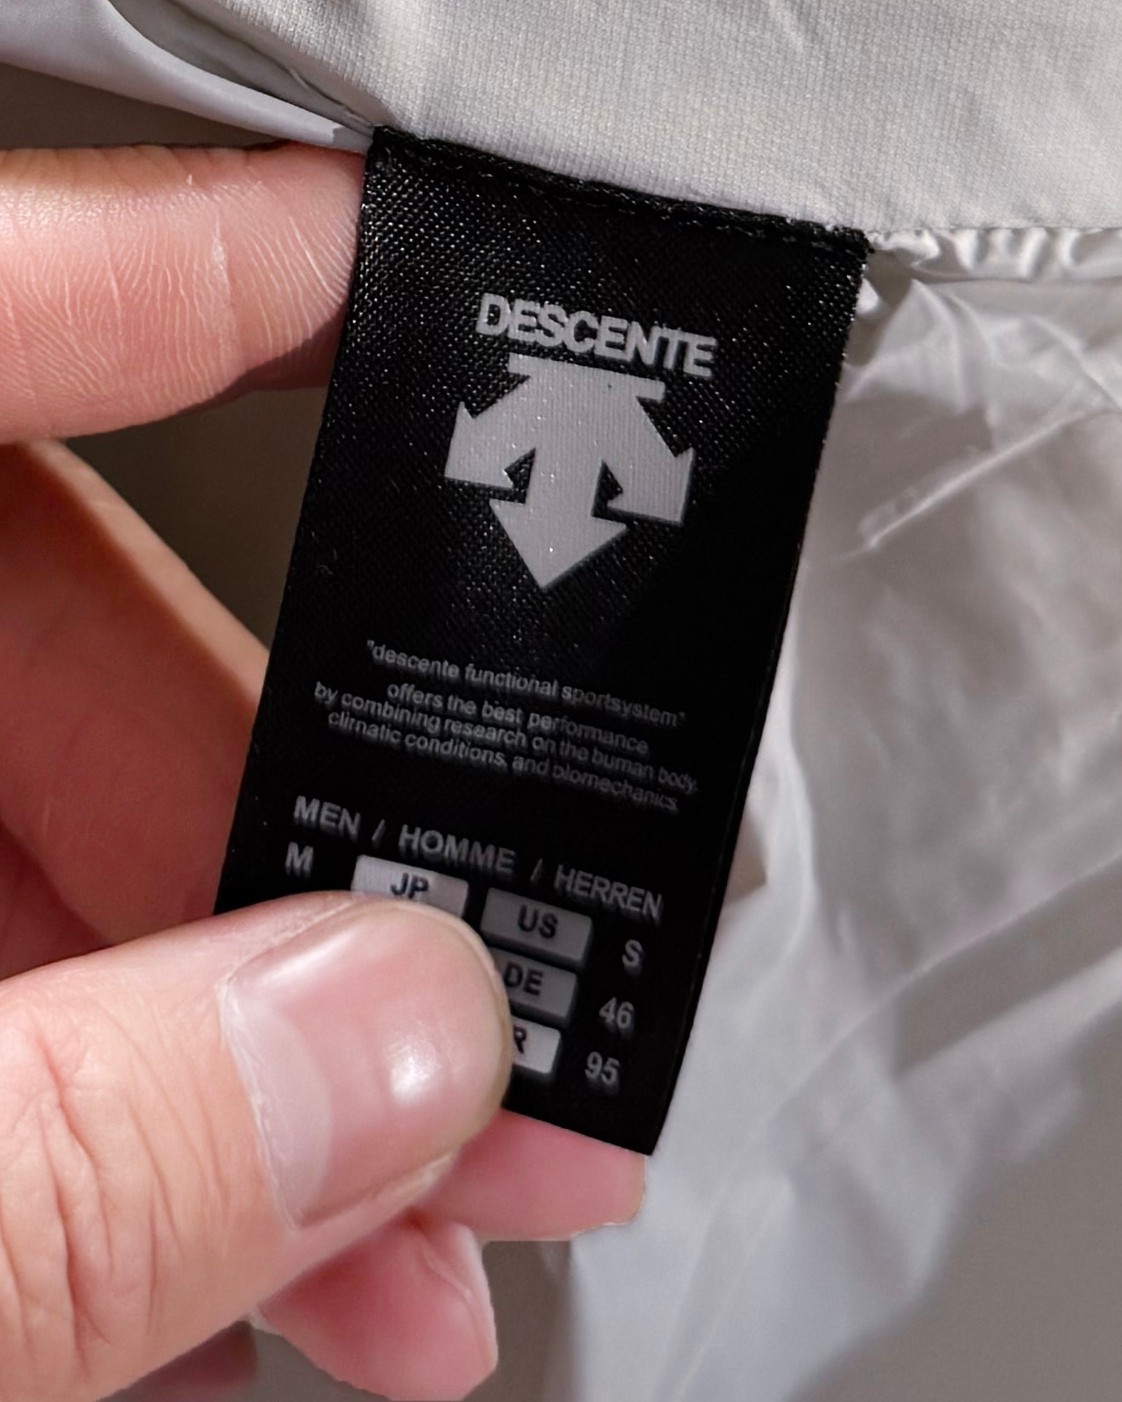 DESCENTE
"descente functional sportsystem"
offers the best performance
by combining research on the human body,
climatic conditions, and biomechanics.
MEN / HOMME / HERREN
M JP US S
DE 46
R 95